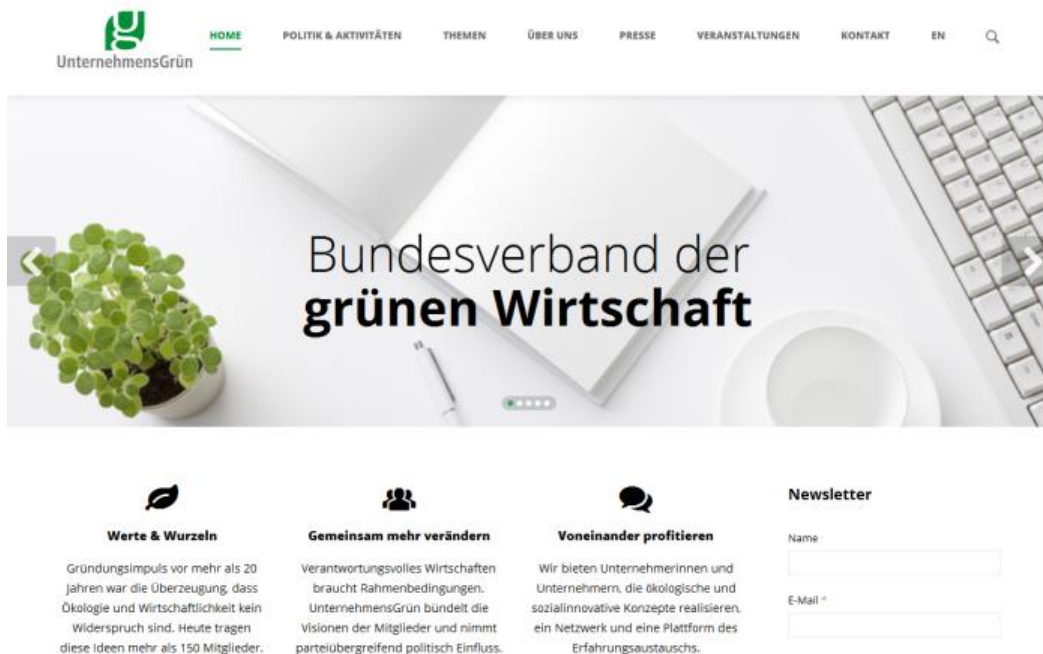 UnternehmensGrün
HOME POLITIK & AKTIVITÄTEN THEMEN ÜBER UNS PRESSE VERANSTALTUNGEN KONTAKT EN
Bundesverband der
grünen Wirtschaft
Werte & Wurzeln
Gründungsimpuls vor mehr als 20
Jahren war die Überzeugung, dass
Ökologie und Wirtschaftlichkeit kein
Widerspruch sind. Heute tragen
diese Ideen mehr als 150 Mitglieder.
Gemeinsam mehr verändern
Verantwortungsvolles Wirtschaften
braucht Rahmenbedingungen.
UnternehmensGrün bündelt die
Visionen der Mitglieder und nimmt
parteiübergreifend politisch Einfluss.
Voneinander profitieren
Wir bieten Unternehmerinnen und
Unternehmern, die ökologische und
sozialinnovative Konzepte realisieren,
ein Netzwerk und eine Plattform des
Erfahrungsaustauschs.
Newsletter
Name
E-Mail *